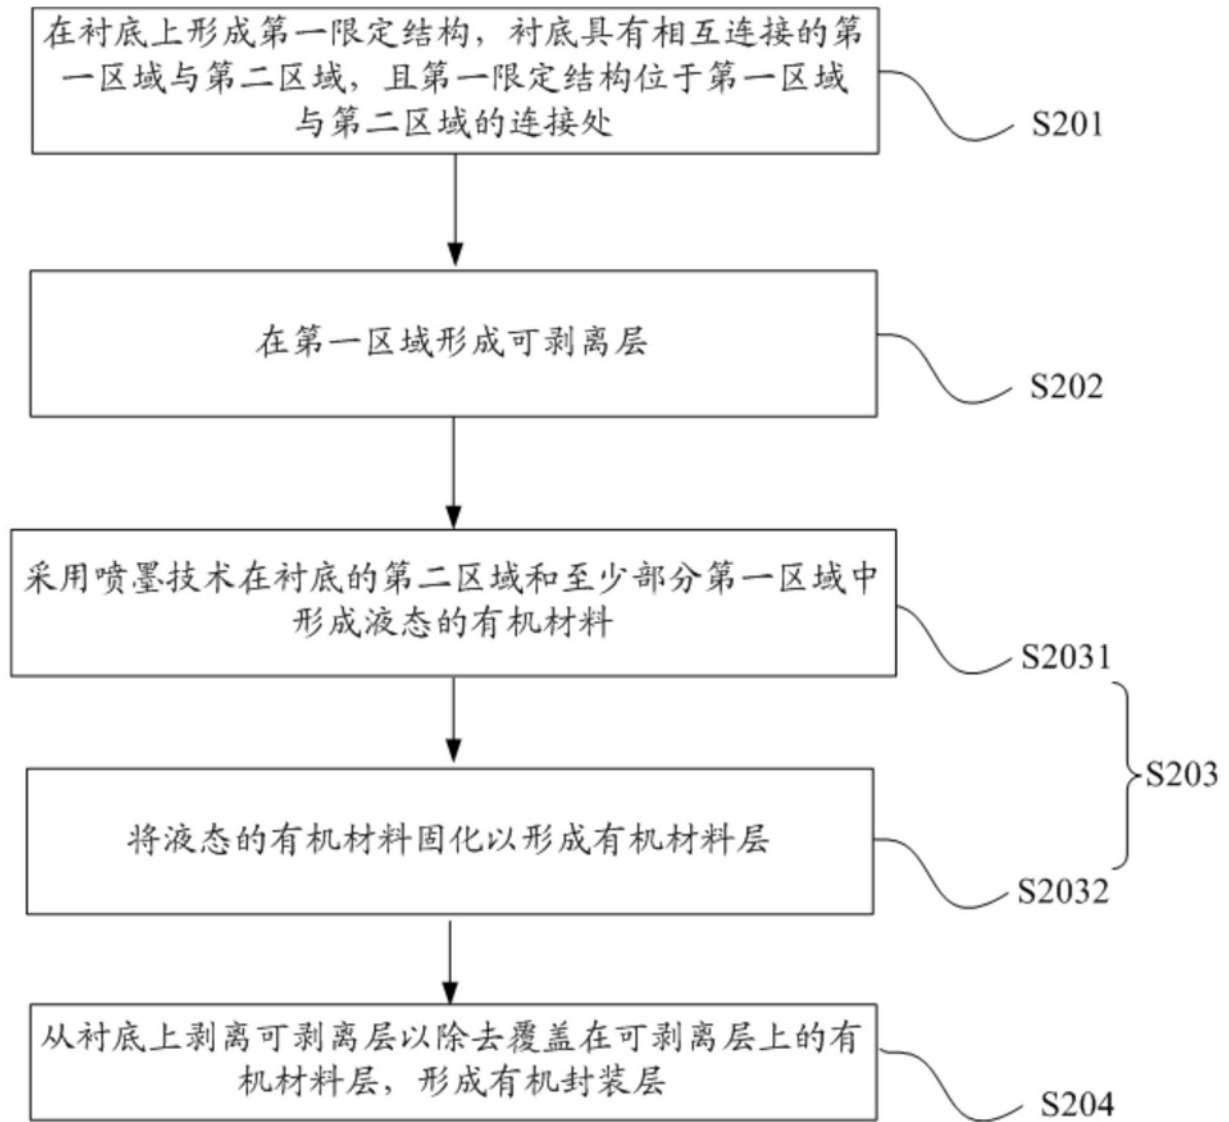 在衬底上形成第一限定结构，衬底具有相互连接的第
一区域与第二区域，且第一限定结构位于第一区域
与第二区域的连接处
S201
在第一区域形成可剥离层
S202
采用喷墨技术在衬底的第二区域和至少部分第一区域中
形成液态的有机材料
S2031
S203
将液态的有机材料固化以形成有机材料层
S2032
从衬底上剥离可剥离层以除去覆盖在可剥离层上的有
机材料层，形成有机封装层
S204